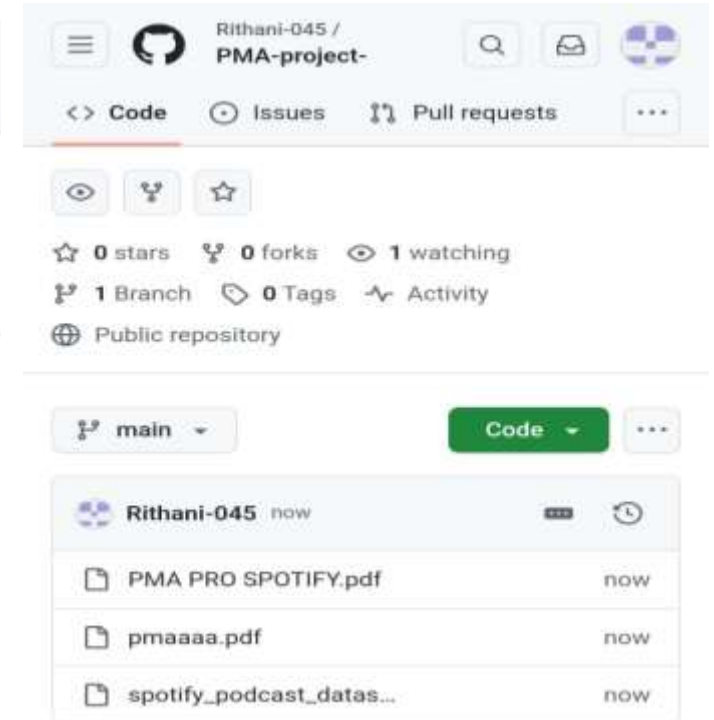 Rithani-045 /
PMA-project-
<> Code Issues Pull requests ...
0 stars 0 forks 1 watching
1 Branch 0 Tags Activity
Public repository
main Code ...
Rithani-045 now
PMA PRO SPOTIFY.pdf now
pmaaaa.pdf now
spotify_podcast_datas... now